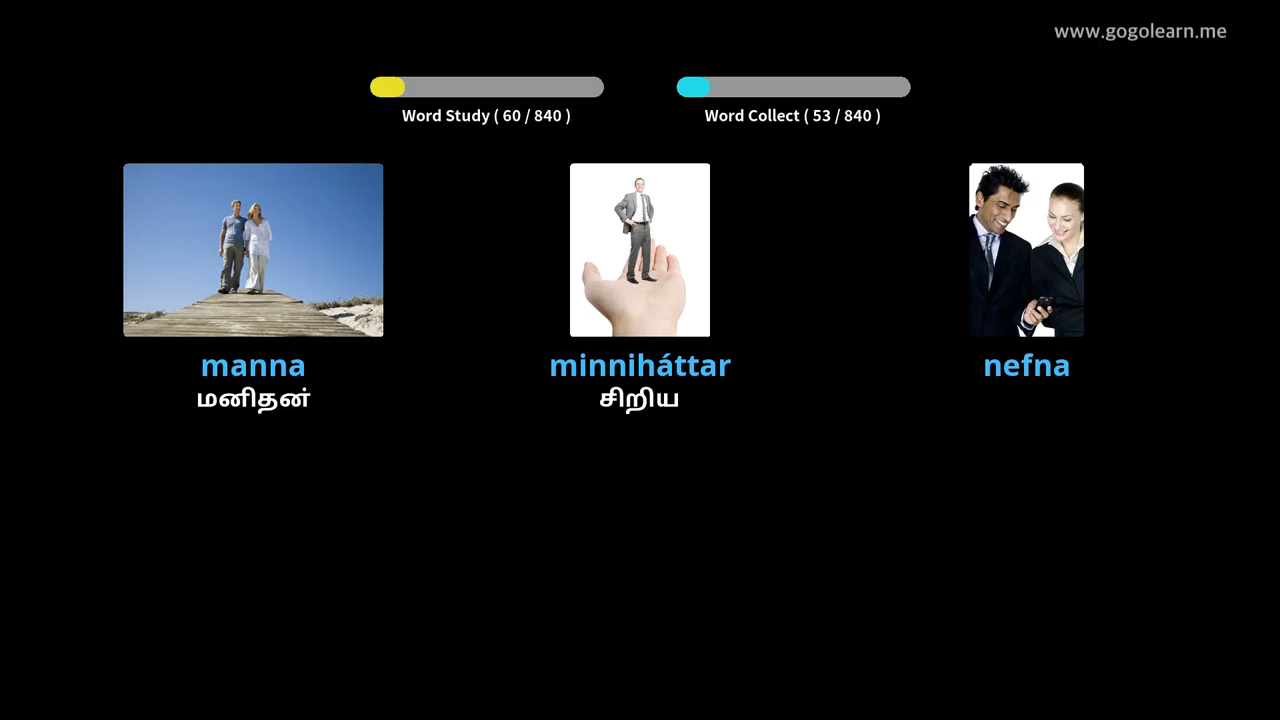 www.gogolearn.me
Word Study ( 60 / 840 )
Word Collect ( 53 / 840 )
manna
மனிதன்
minniháttar
சிறிய
nefna